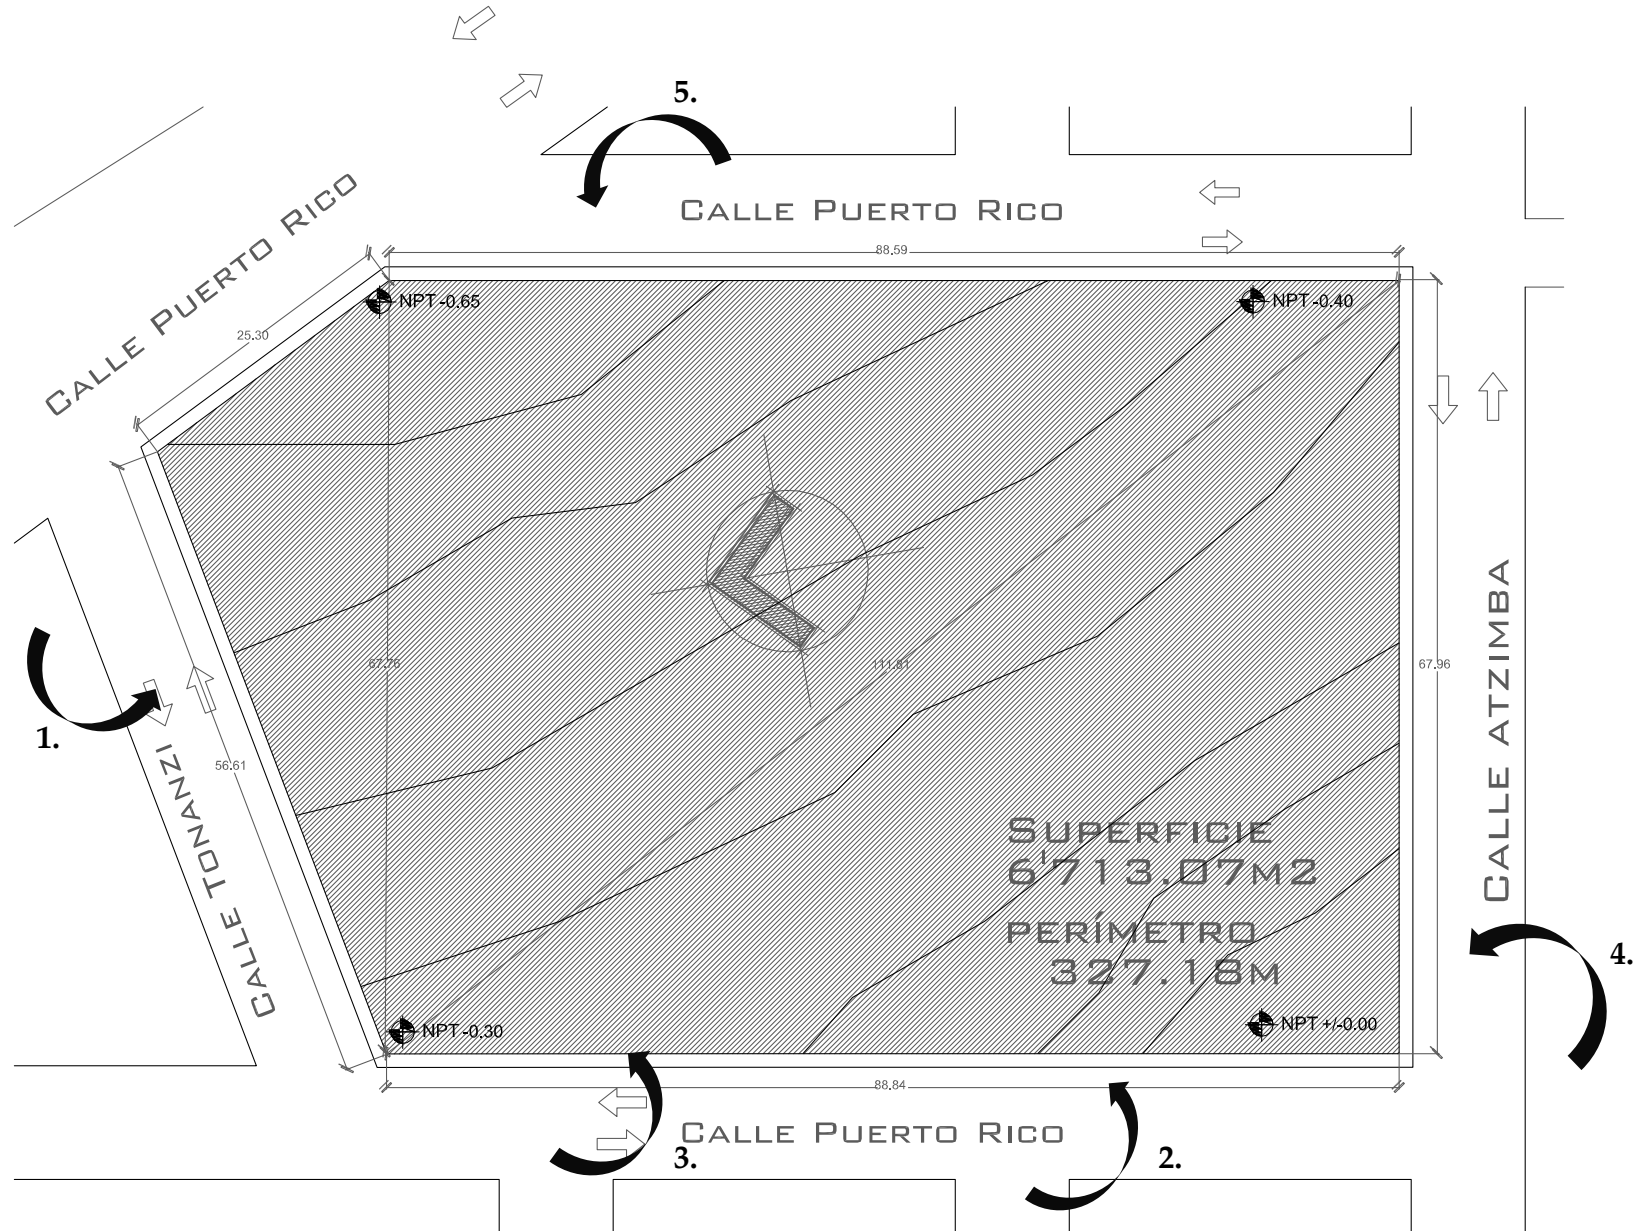 5.
CALLE PUERTO RICO
CALLE PUERTO RICO
88.59
NPT -0.65
NPT -0.40
25.30
CALLE ATZIMBA
67.76
111.81
67.96
1.
56.61
CALLE TONANZI
SUPERFICIE
6'713.07M2
PERÍMETRO
327.18M
4.
NPT -0.30
NPT +/-0.00
88.84
CALLE PUERTO RICO
3.
2.